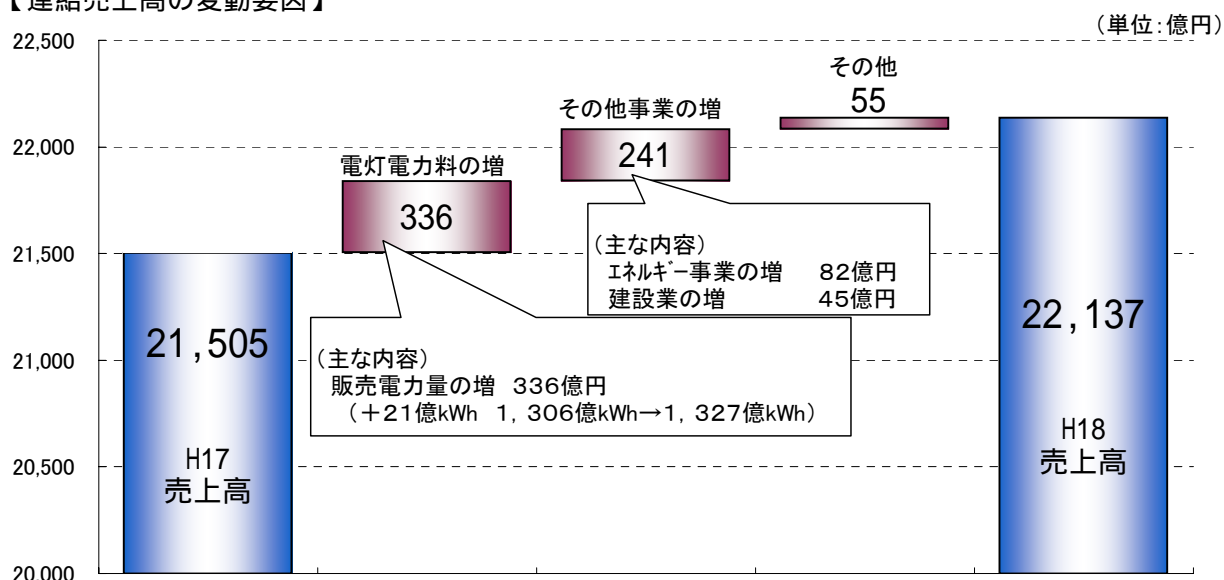 【連結売上高の変動要因】
（単位：億円）
22,500
22,000
21,500
21,000
20,500
20,000
その他
55
その他事業の増
241
電灯電力料の増
336
（主な内容）
エネルギー事業の増 82億円
建設業の増 45億円
（主な内容）
販売電力量の増 336億円
（＋21億kWh 1,306億kWh→1,327億kWh）
21,505
H17
売上高
22,137
H18
売上高